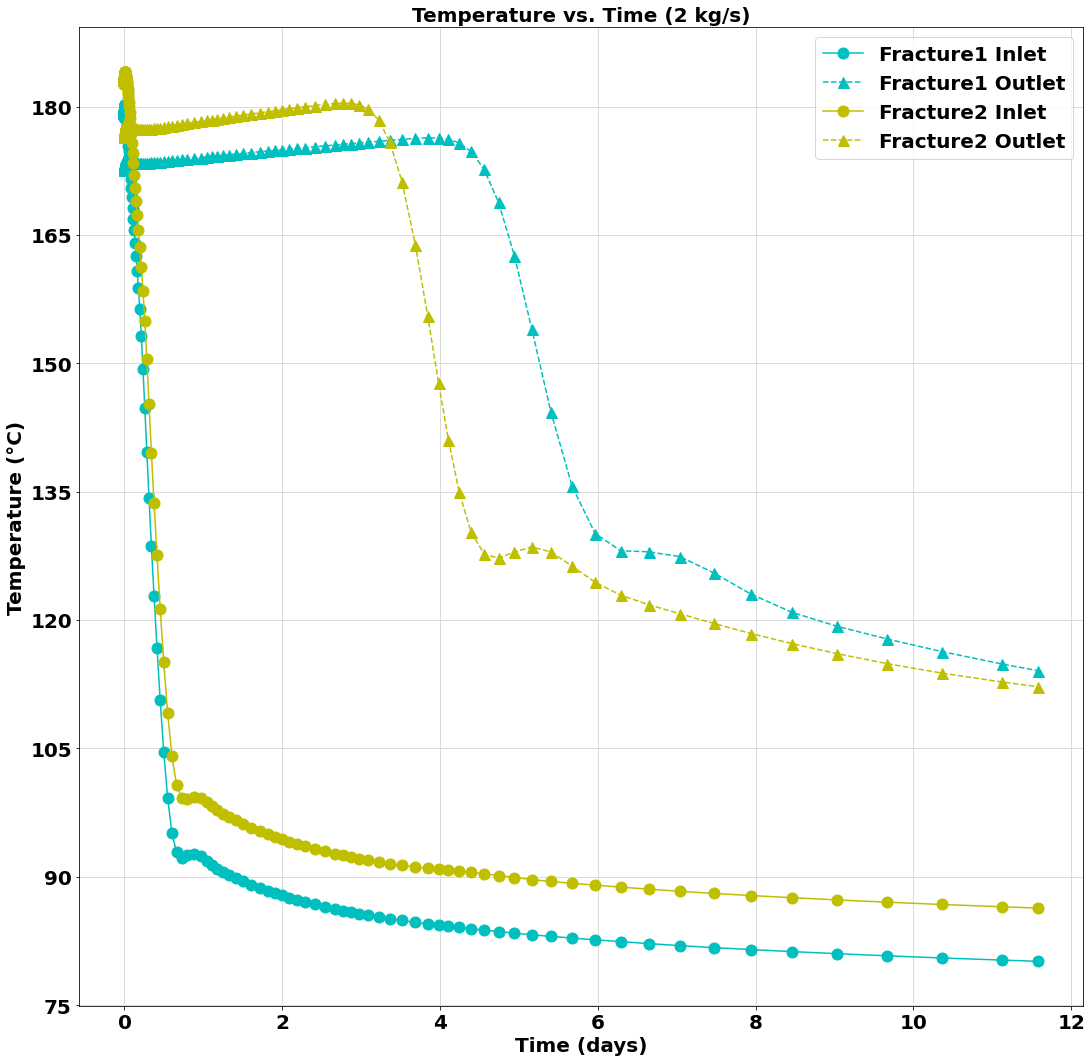 Temperature vs. Time (2 kg/s)
Fracture1 Inlet
Fracture1 Outlet
Fracture2 Inlet
Fracture2 Outlet
Temperature (°C)
180
165
150
135
120
105
90
75
0 2 4 6 8 10 12
Time (days)